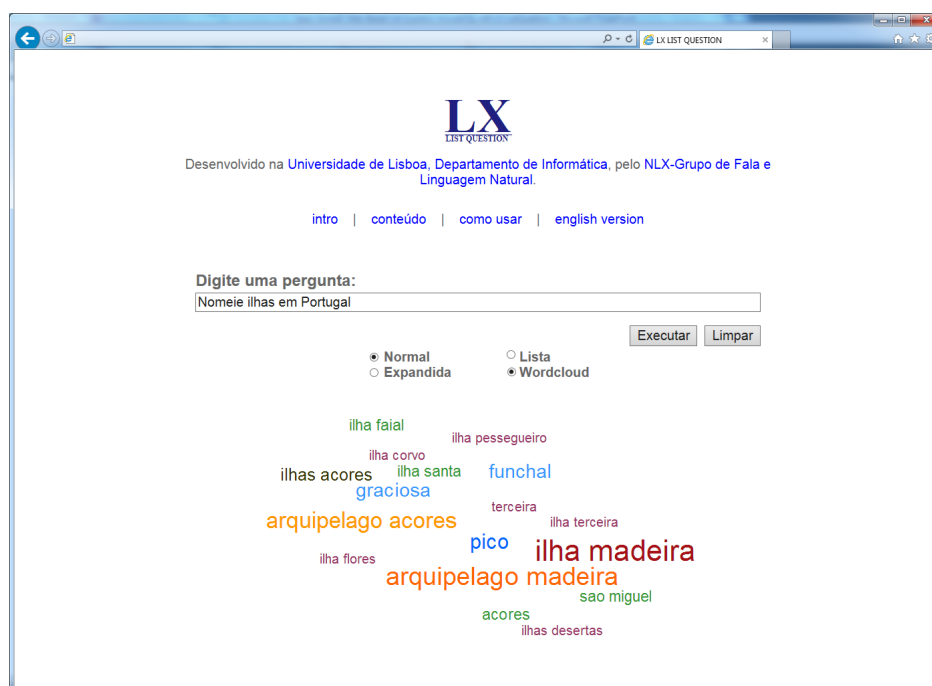 LX LIST QUESTION
LX
LIST QUESTION
Desenvolvido na Universidade de Lisboa, Departamento de Informática, pelo NLX-Grupo de Fala e
Linguagem Natural.
intro | conteúdo | como usar | english version
Digite uma pergunta:
Nomeie ilhas em Portugal
Executar Limpar
Normal Lista
Expandida Wordcloud
ilha faial
ilha pessegueiro
ilha corvo
ilhas acores ilha santa funchal
graciosa
terceira
arquipelago acores ilha terceira
pico
ilha madeira
ilha flores
arquipelago madeira
sao miguel
acores
ilhas desertas